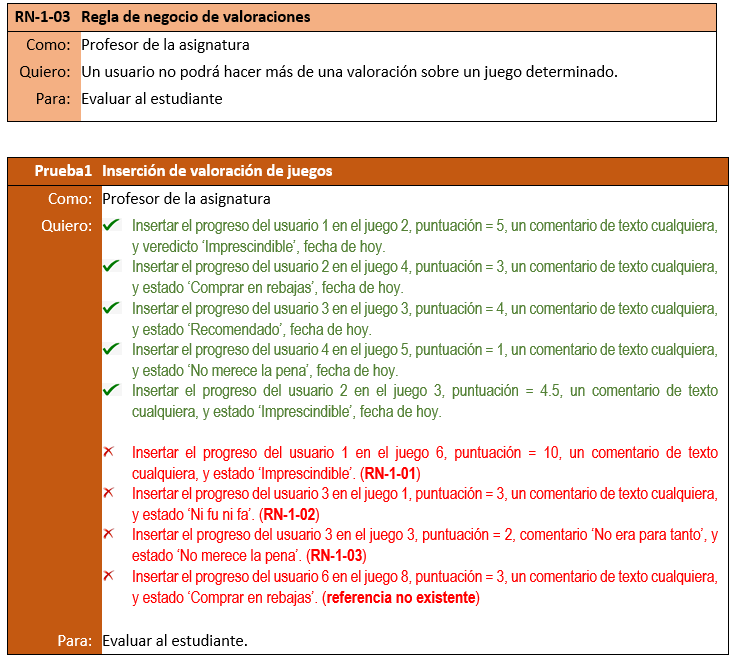 RN-1-03 Regla de negocio de valoraciones
Como: Profesor de la asignatura
Quiero: Un usuario no podrá hacer más de una valoración sobre un juego determinado.
Para: Evaluar al estudiante
Prueba1 Inserción de valoración de juegos
Como: Profesor de la asignatura
Quiero: Insertar el progreso del usuario 1 en el juego 2, puntuación = 5, un comentario de texto cualquiera,
y veredicto ‘Imprescindible’, fecha de hoy.
Insertar el progreso del usuario 2 en el juego 4, puntuación = 3, un comentario de texto cualquiera,
y estado ‘Comprar en rebajas’, fecha de hoy.
Insertar el progreso del usuario 3 en el juego 3, puntuación = 4, un comentario de texto cualquiera,
y estado ‘Recomendado’, fecha de hoy.
Insertar el progreso del usuario 4 en el juego 5, puntuación = 1, un comentario de texto cualquiera,
y estado ‘No merece la pena’, fecha de hoy.
Insertar el progreso del usuario 2 en el juego 3, puntuación = 4.5, un comentario de texto
cualquiera, y estado ‘Imprescindible’, fecha de hoy.
Insertar el progreso del usuario 1 en el juego 6, puntuación = 10, un comentario de texto
cualquiera, y estado ‘Imprescindible’. (RN-1-01)
Insertar el progreso del usuario 3 en el juego 1, puntuación = 3, un comentario de texto cualquiera,
y estado ‘Ni fu ni fa’. (RN-1-02)
Insertar el progreso del usuario 3 en el juego 3, puntuación = 2, comentario ‘No era para tanto’, y
estado ‘No merece la pena’. (RN-1-03)
Insertar el progreso del usuario 6 en el juego 8, puntuación = 3, un comentario de texto cualquiera,
y estado ‘Comprar en rebajas’. (referencia no existente)
Para: Evaluar al estudiante.